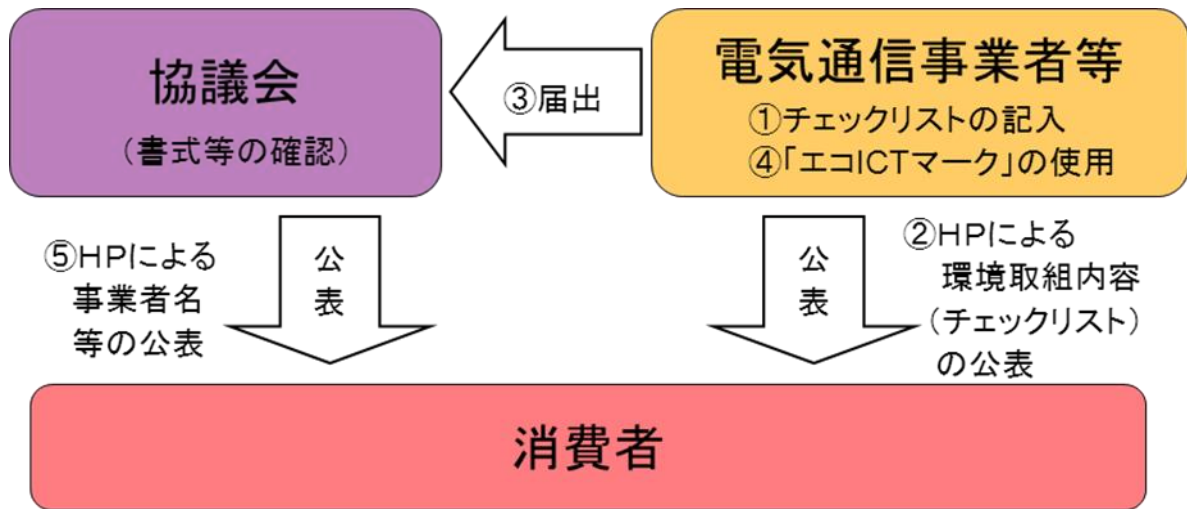 協議会
（書式等の確認）
③届出
電気通信事業者等
①チェックリストの記入
④「エコICTマーク」の使用
⑤ＨＰによる
事業者名
等の公表
公
表
公
表
②ＨＰによる
環境取組内容
（チェックリスト）
の公表
消費者